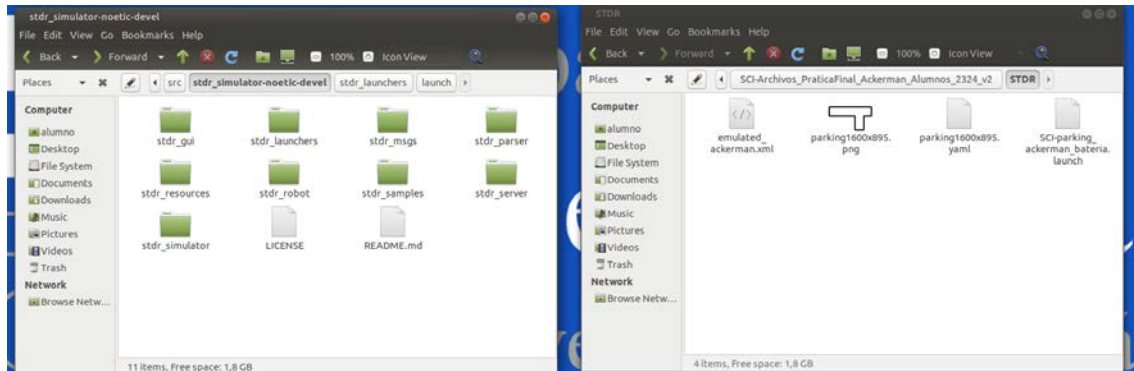 stdr_simulator-noetic-devel
File Edit View Go Bookmarks Help
Back Forward 100% Icon View
Places src stdr_simulator-noetic-devel stdr_launchers launch
Computer
alumno
Desktop
File System
Documents
Downloads
Music
Pictures
Videos
Trash
Network
Browse Netw...
stdr_gui stdr_launchers stdr_msgs stdr_parser
stdr_resources stdr_robot stdr_samples stdr_server
stdr_simulator LICENSE README.md
11 items, Free space: 1,8 GB
STDR
File Edit View Go Bookmarks Help
Back Forward 100% Icon View
Places SCI-Archivos_PraticaFinal_Ackerman_Alumnos_2324_v2 STDR
Computer
alumno
Desktop
File System
Documents
Downloads
Music
Pictures
Videos
Trash
Network
Browse Netw...
emulated_
ackerman.xml
parking1600x895.
png
parking1600x895.
yaml
SCI-parking_
ackerman_bateria.
launch
4 items, Free space: 1,8 GB